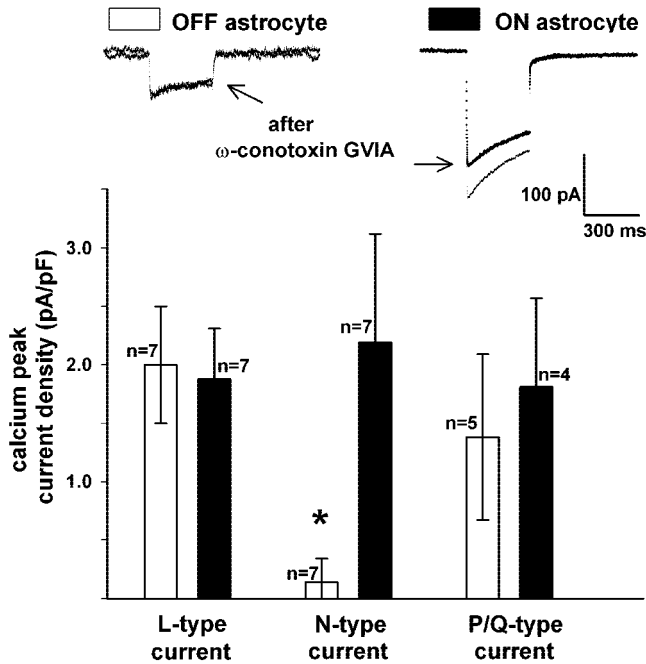 OFF astrocyte
ON astrocyte
after
ω-conotoxin GVIA
100 pA
300 ms
calcium peak
current density (pA/pF)
3.0
2.0
1.0
n=7
n=7
n=7
n=7
n=5
n=4
*
L-type
current
N-type
current
P/Q-type
current